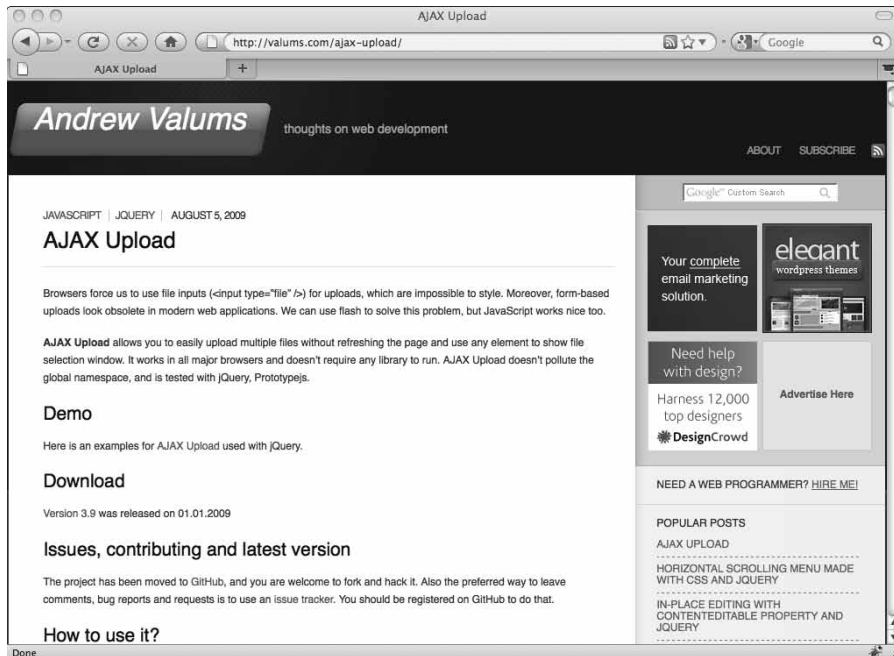 AJAX Upload
http://valums.com/ajax-upload/
Google
AJAX Upload
+
Andrew Valums
thoughts on web development
ABOUT SUBSCRIBE
Google™ Custom Search
JAVASCRIPT | JQUERY | AUGUST 5, 2009
AJAX Upload
Browsers force us to use file inputs (<input type="file" />) for uploads, which are impossible to style. Moreover, form-based
uploads look obsolete in modern web applications. We can use flash to solve this problem, but JavaScript works nice too.
AJAX Upload allows you to easily upload multiple files without refreshing the page and use any element to show file
selection window. It works in all major browsers and doesn't require any library to run. AJAX Upload doesn't pollute the
global namespace, and is tested with jQuery, Prototypejs.
Demo
Here is an examples for AJAX Upload used with jQuery.
Download
Version 3.9 was released on 01.01.2009
Issues, contributing and latest version
The project has been moved to GitHub, and you are welcome to fork and hack it. Also the preferred way to leave
comments, bug reports and requests is to use an issue tracker. You should be registered on GitHub to do that.
How to use it?
Your complete
email marketing
solution.
elegant
wordpress themes
Need help
with design?
Harness 12,000
top designers
DesignCrowd
Advertise Here
NEED A WEB PROGRAMMER? HIRE ME!
POPULAR POSTS
AJAX UPLOAD
HORIZONTAL SCROLLING MENU MADE
WITH CSS AND JQUERY
IN-PLACE EDITING WITH
CONTENTEDITABLE PROPERTY AND
JQUERY
Done